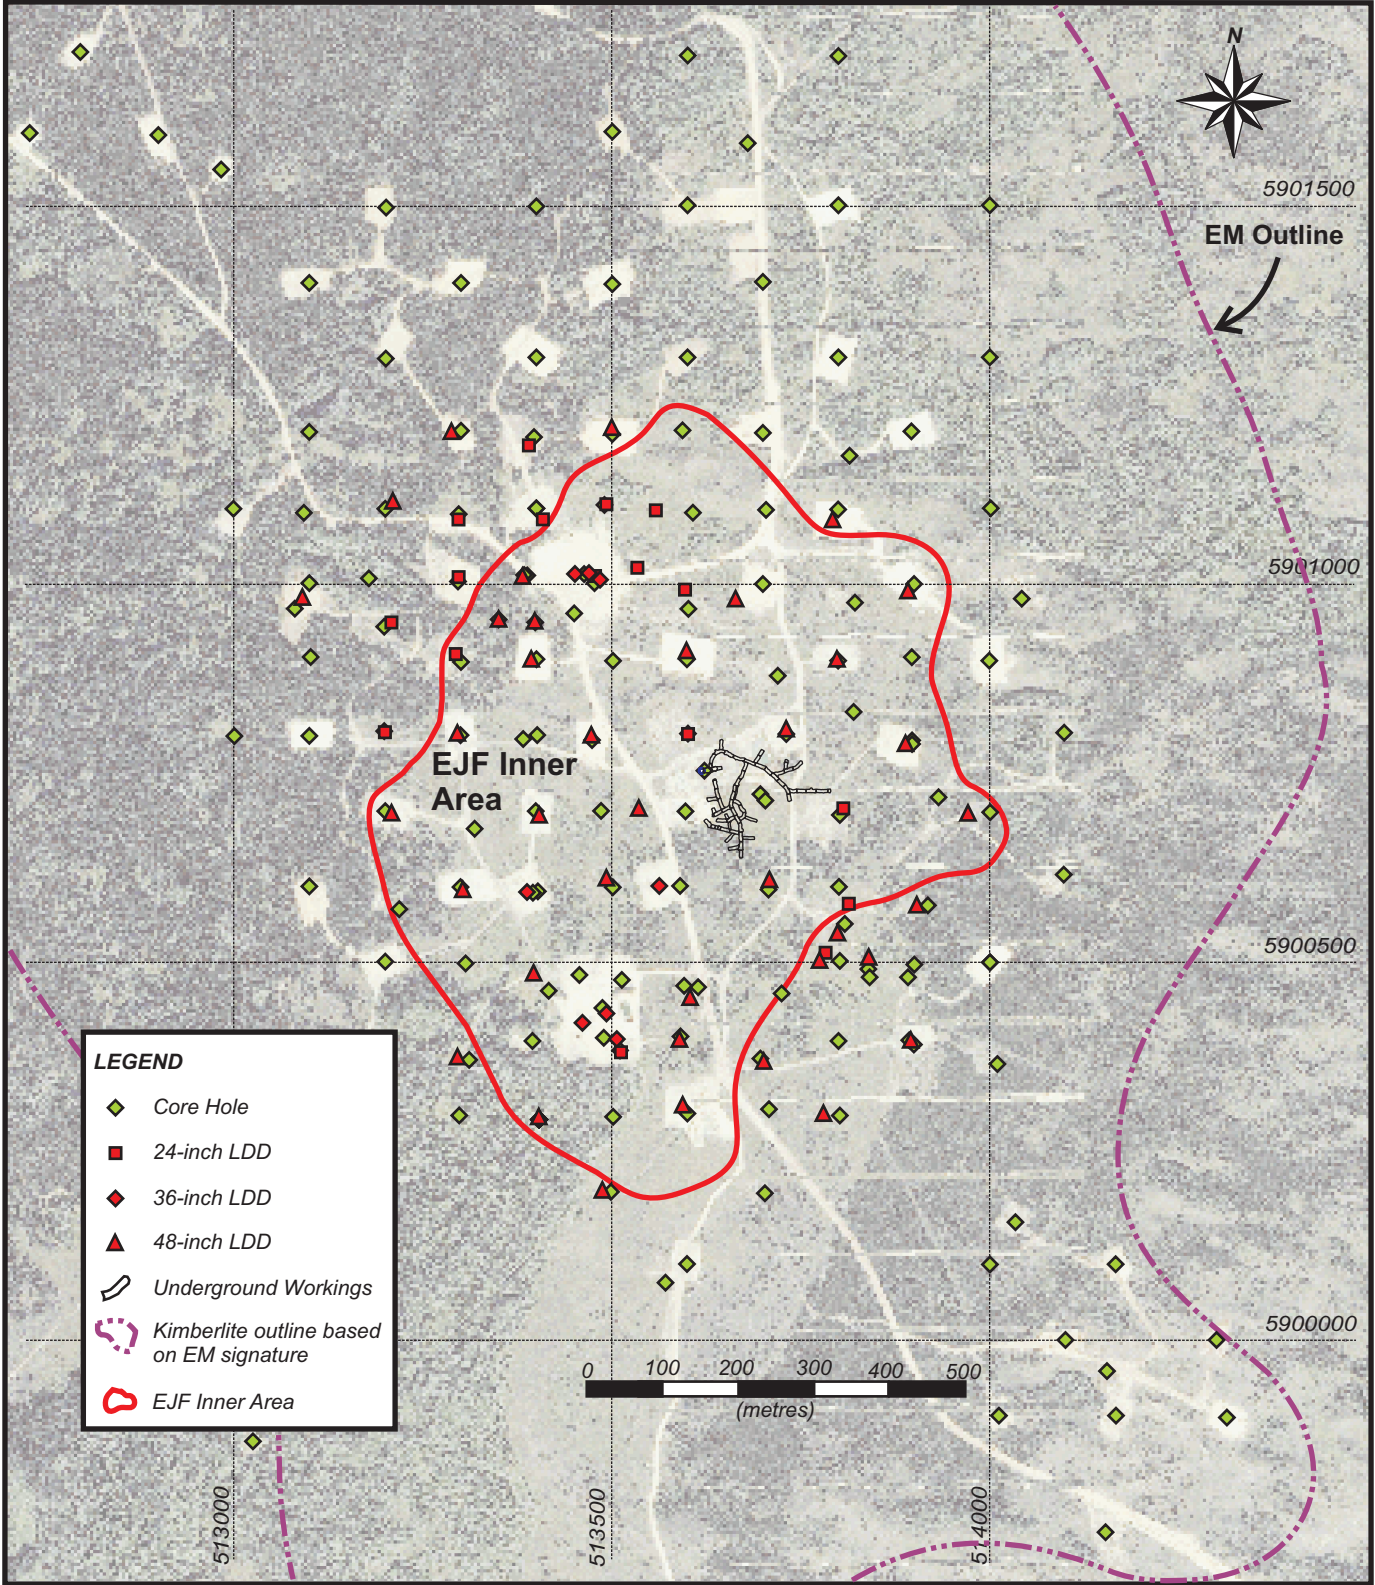 N
5901500
EM Outline
5901000
EJF Inner
Area
5900500
LEGEND
Core Hole
24-inch LDD
36-inch LDD
48-inch LDD
Underground Workings
Kimberlite outline based
on EM signature
EJF Inner Area
5900000
0 100 200 300 400 500
(metres)
513000
513500
514000